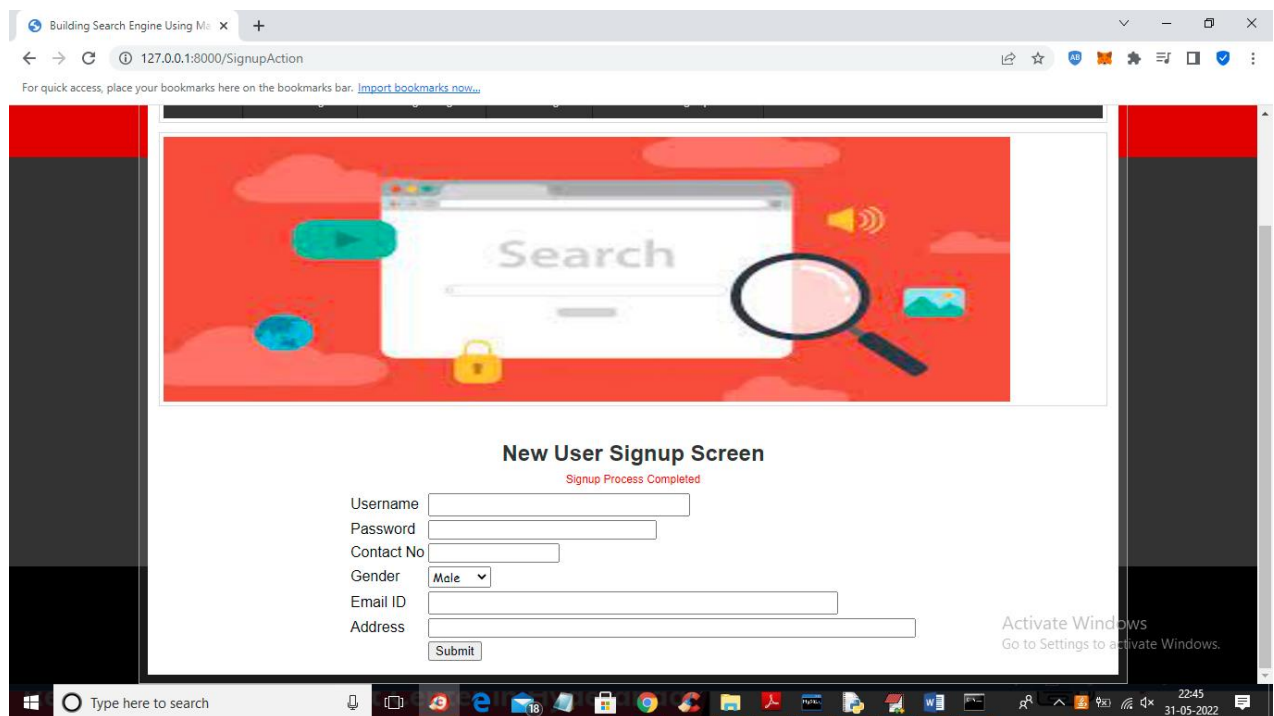 Building Search Engine Using Ma
127.0.0.1:8000/SignupAction
For quick access, place your bookmarks here on the bookmarks bar. Import bookmarks now...
Search
New User Signup Screen
Signup Process Completed
Username
Password
Contact No
Gender
Male
Email ID
Address
Submit
Activate Windows
Go to Settings to activate Windows.
Type here to search
18
22:45
31-05-2022